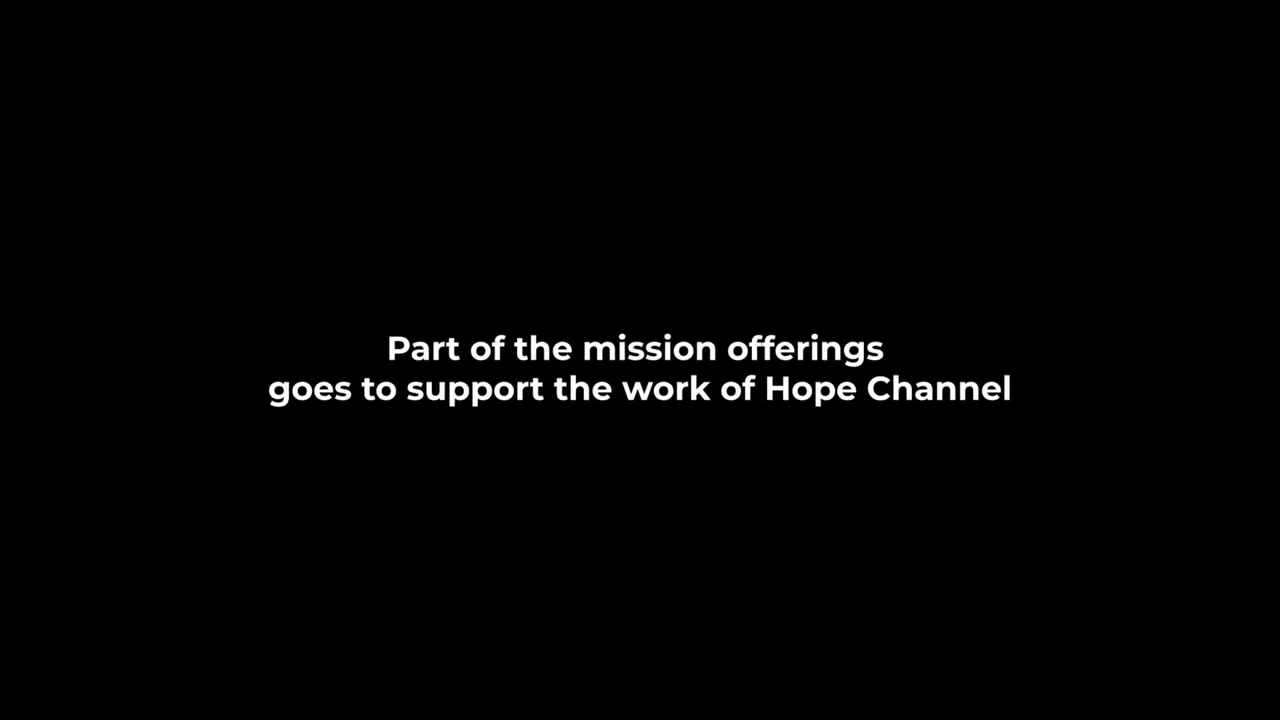 Part of the mission offerings
goes to support the work of Hope Channel